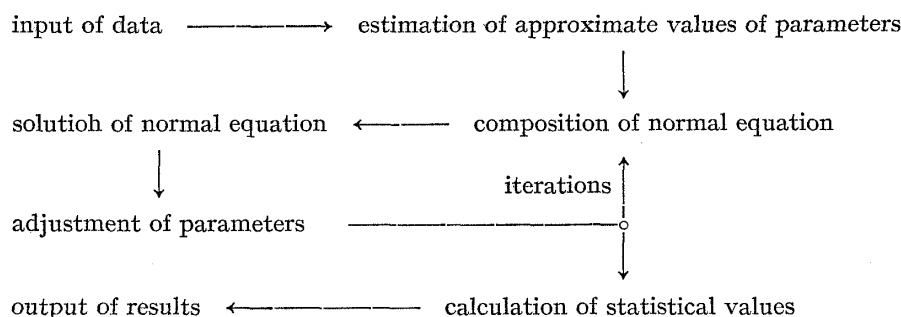 input of data
estimation of approximate values of parameters
solutioh of normal equation
composition of normal equation
iterations
adjustment of parameters
output of results
calculation of statistical values